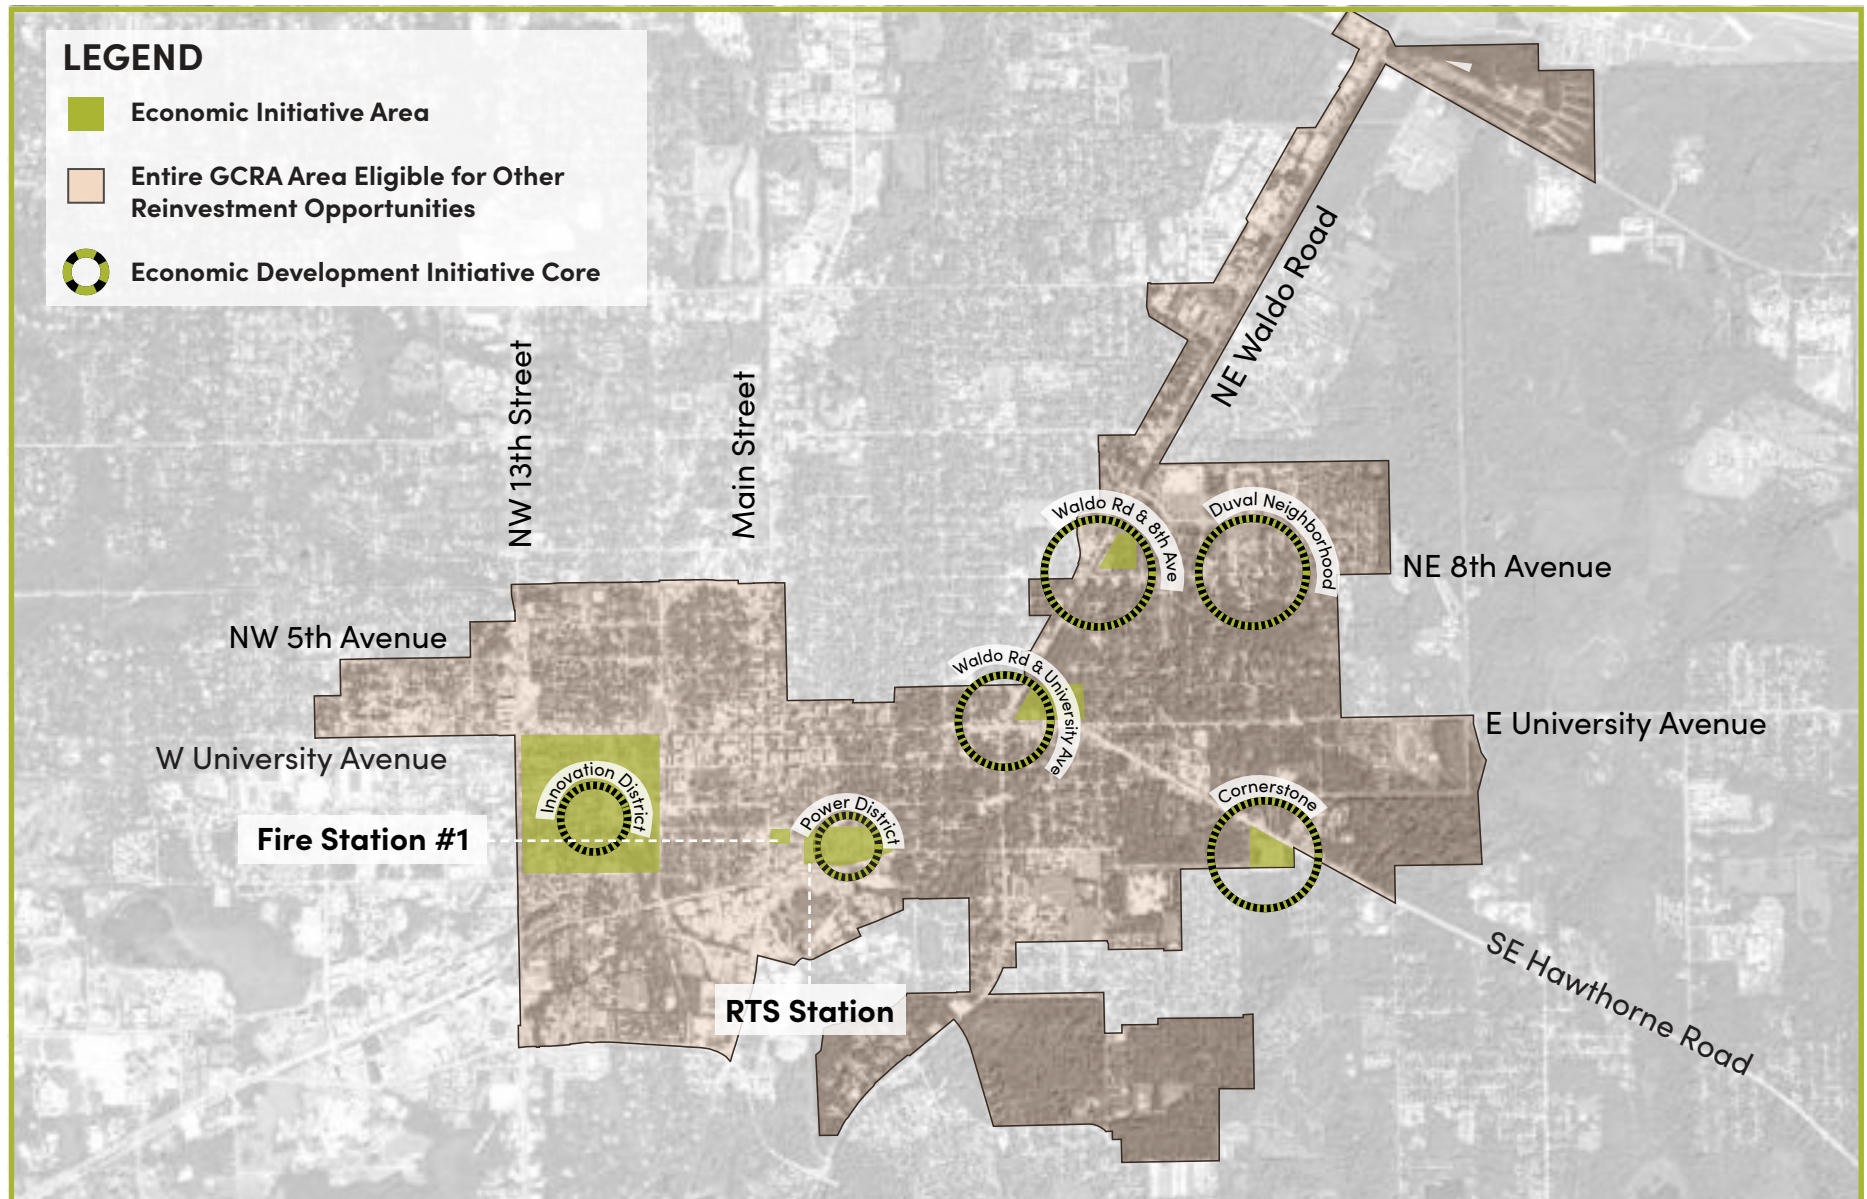 LEGEND
Economic Initiative Area
Entire GCRA Area Eligible for Other
Reinvestment Opportunities
Economic Development Initiative Core
NE Waldo Road
NW 13th Street
Main Street
Waldo Rd & 8th Ave
Duval Neighborhood
NE 8th Avenue
NW 5th Avenue
Waldo Rd & University Ave
E University Avenue
W University Avenue
Innovation District
Cornerstone
Power District
Fire Station #1
SE Hawthorne Road
RTS Station